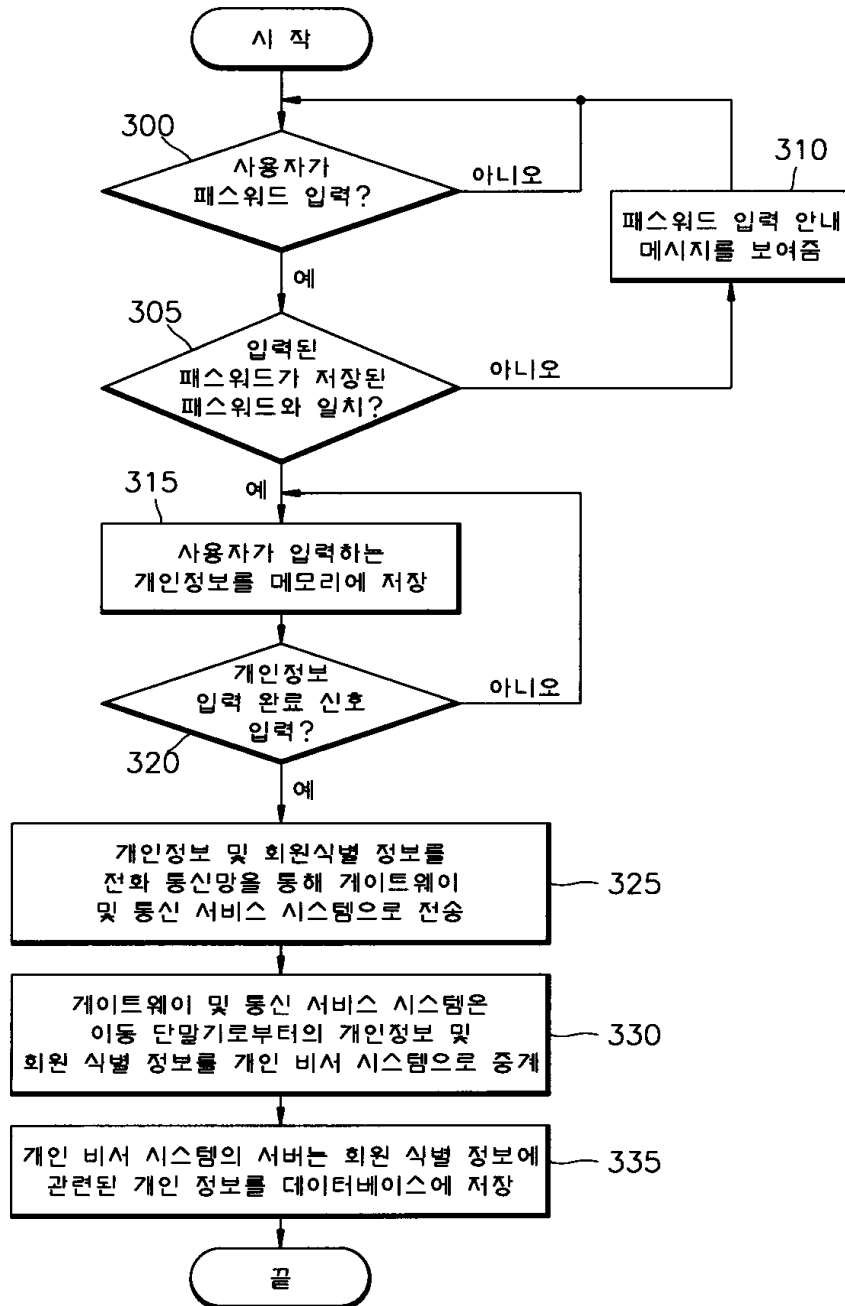 시 작
300
사용자가
패스워드 입력?
아니오
310
패스워드 입력 안내
메시지를 보여줌
예
305
입력된
패스워드가 저장된
패스워드와 일치?
아니오
예
315
사용자가 입력하는
개인정보를 메모리에 저장
개인정보
입력 완료 신호
입력?
아니오
320
예
개인정보 및 회원식별 정보를
전화 통신망을 통해 게이트웨이
및 통신 서비스 시스템으로 전송
325
게이트웨이 및 통신 서비스 시스템은
이동 단말기로부터의 개인정보 및
회원 식별 정보를 개인 비서 시스템으로 중계
330
개인 비서 시스템의 서버는 회원 식별 정보에
관련된 개인 정보를 데이터베이스에 저장
335
끝